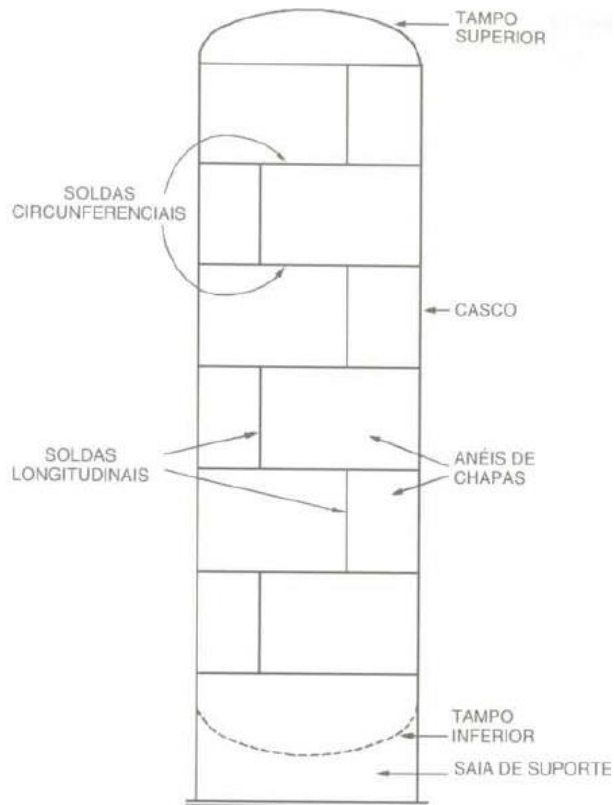 TAMPO
SUPERIOR
SOLDAS
CIRCUNFERENCIAIS
CASCO
SOLDAS
LONGITUDINAIS
ANÉIS DE
CHAPAS
TAMPO
INFERIOR
SAIA DE SUPORTE